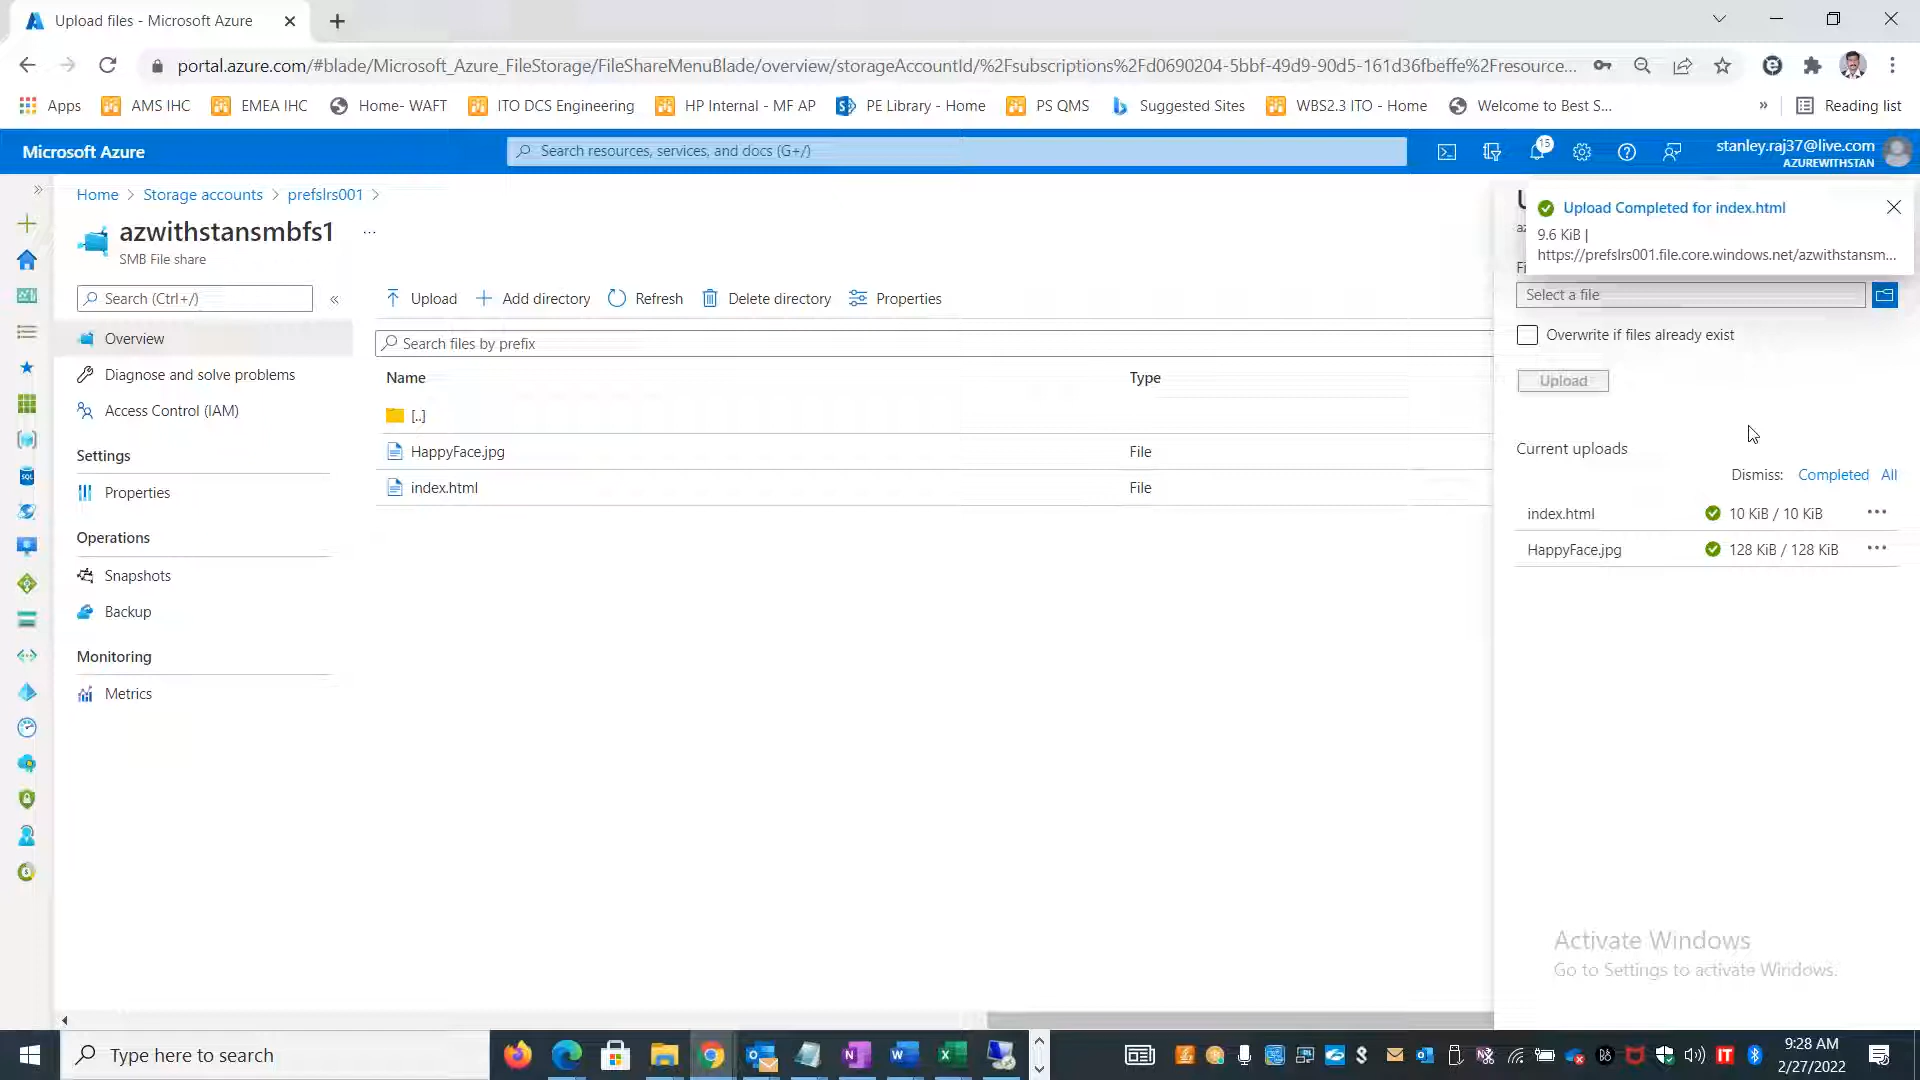 Upload files - Microsoft Azure
portal.azure.com/#blade/Microsoft_Azure_FileStorage/FileShareMenuBlade/overview/storageAccountId/%2Fsubscriptions%2Fd0690204-5bbf-49d9-90d5-161d36fbeffe%2Fresource...
Apps AMS IHC EMEA IHC Home- WAFT ITO DCS Engineering HP Internal - MF AP PE Library - Home PS QMS Suggested Sites WBS2.3 ITO - Home Welcome to Best S... » Reading list
Microsoft Azure
Search resources, services, and docs (G+/)
15
stanley.raj37@live.com
AZUREWITHSTAN
Home > Storage accounts > prefslrs001 >
azwithstansmbfs1 ...
SMB File share
Search (Ctrl+/)
Overview
Diagnose and solve problems
Access Control (IAM)
Settings
Properties
Operations
Snapshots
Backup
Monitoring
Metrics
Upload Add directory Refresh Delete directory Properties
Search files by prefix
Name Type
[..]
HappyFace.jpg File
index.html File
Upload Completed for index.html
9.6 KiB |
https://prefslrs001.file.core.windows.net/azwithstansm...
Select a file
Overwrite if files already exist
Upload
Current uploads
Dismiss: Completed All
index.html 10 KiB / 10 KiB ...
HappyFace.jpg 128 KiB / 128 KiB ...
Activate Windows
Go to Settings to activate Windows.
Type here to search
9:28 AM
2/27/2022